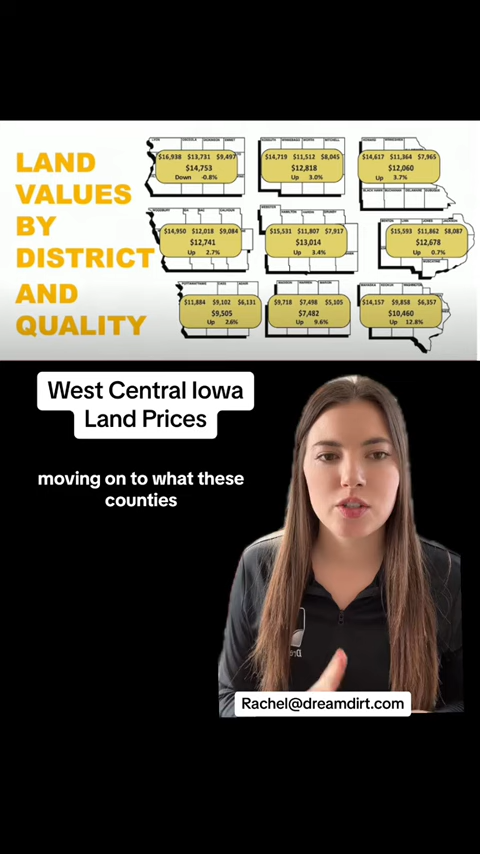 LAND
VALUES
BY
DISTRICT
AND
QUALITY
$16,938 $13,731 $9,497
$14,753
Down -0.8%
$14,719 $11,512 $8,045
$12,818
Up 3.0%
$14,617 $11,364 $7,965
$12,060
Up 3.7%
$14,950 $12,018 $9,084
$12,741
Up 2.7%
$15,531 $11,807 $7,917
$13,014
Up 3.4%
$15,593 $11,862 $8,087
$12,678
Up 0.7%
$11,884 $9,102 $6,131
$9,505
Up 2.6%
$9,718 $7,498 $5,105
$7,482
Up 9.6%
$14,157 $9,858 $6,357
$10,460
Up 12.8%
West Central Iowa
Land Prices
moving on to what these
counties
Rachel@dreamdirt.com